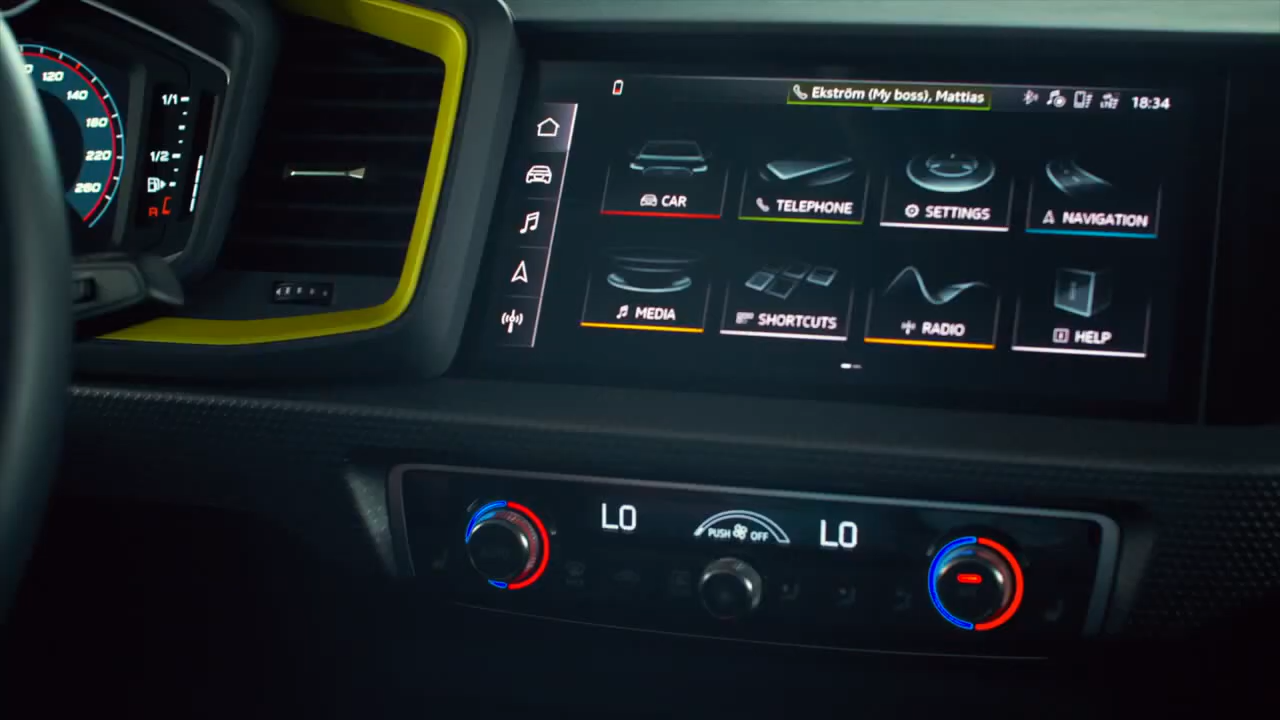 120
140
180
220
260
1/1
1/2
R
Ekström (My boss), Mattias
18:34
CAR
TELEPHONE
SETTINGS
NAVIGATION
MEDIA
SHORTCUTS
RADIO
HELP
LO
PUSH OFF
LO